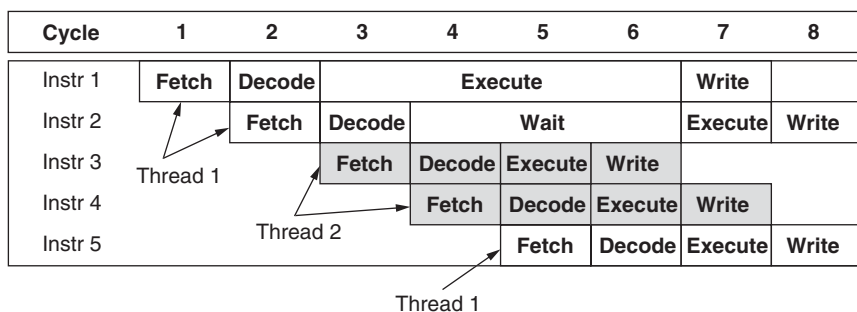 Cycle 1 2 3 4 5 6 7 8
Instr 1 Fetch Decode Execute Write
Instr 2 Fetch Decode Wait Execute Write
Instr 3 Fetch Decode Execute Write
Thread 1
Instr 4 Fetch Decode Execute Write
Thread 2
Instr 5 Fetch Decode Execute Write
Thread 1